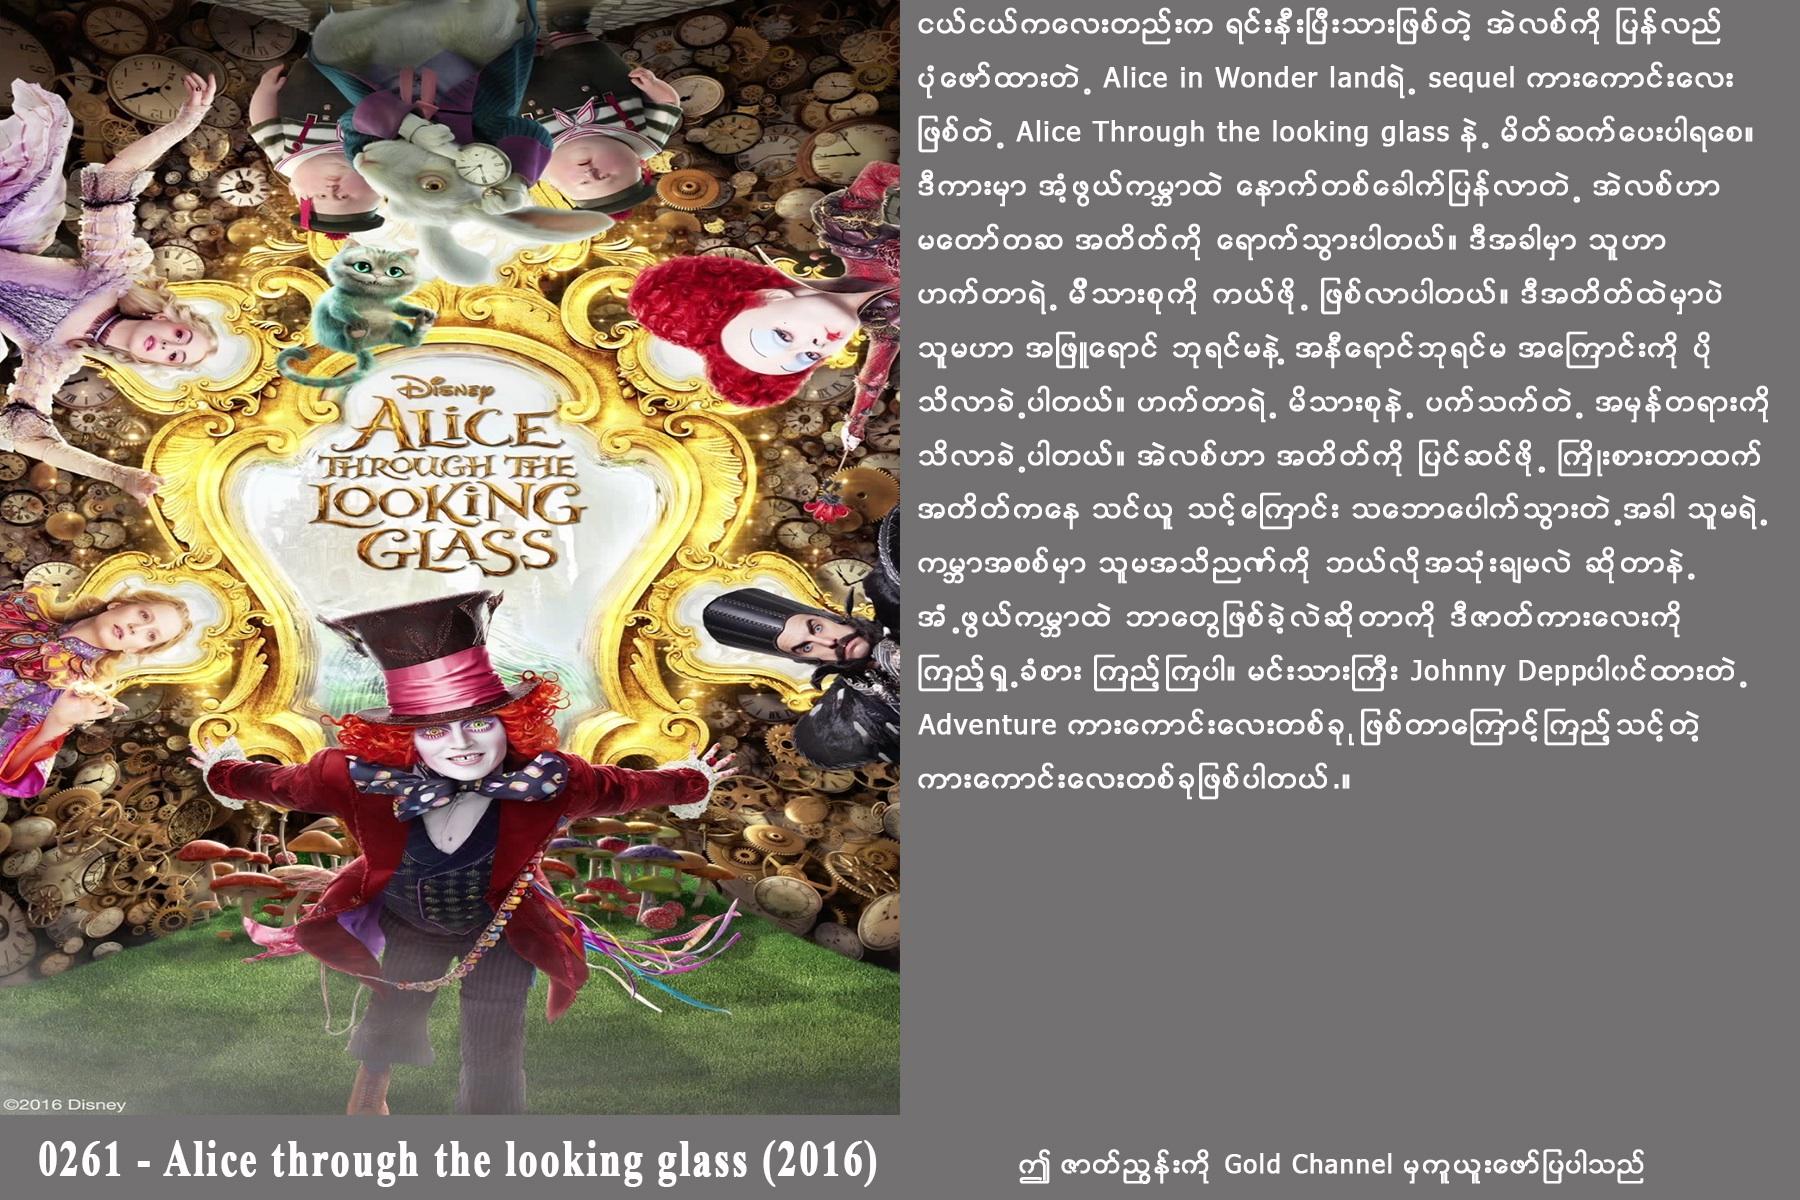 DISNEY
ALICE
THROUGH THE
LOOKING
GLASS
©2016 Disney
0261 - Alice through the looking glass (2016)
ငယ်ငယ်ကလေးတည်းက ရင်းနှီးပြီးသားဖြစ်တဲ့ အဲလစ်ကို ပြန်လည်
ပုံဖော်ထားတဲ့ Alice in Wonder landရဲ့ sequel ကားကောင်းလေး
ဖြစ်တဲ့ Alice Through the looking glass နဲ့ မိတ်ဆက်ပေးပါရစေ။
ဒီကားမှာ အံ့ဖွယ်ကမ္ဘာထဲ နောက်တစ်ခေါက်ပြန်လာတဲ့ အဲလစ်ဟာ
မတော်တဆ အတိတ်ကို ရောက်သွားပါတယ်။ ဒီအခါမှာ သူဟာ
ဟက်တာရဲ့ မိသားစုကို ကယ်ဖို့ ဖြစ်လာပါတယ်။ ဒီအတိတ်ထဲမှာပဲ
သူမဟာ အဖြူရောင် ဘုရင်မနဲ့ အနီရောင်ဘုရင်မ အကြောင်းကို ပို
သိလာခဲ့ပါတယ်။ ဟက်တာရဲ့ မိသားစုနဲ့ ပက်သက်တဲ့ အမှန်တရားကို
သိလာခဲ့ပါတယ်။ အဲလစ်ဟာ အတိတ်ကို ပြင်ဆင်ဖို့ ကြိုးစားတာထက်
အတိတ်ကနေ သင်ယူ သင့်ကြောင်း သဘောပေါက်သွားတဲ့အခါ သူမရဲ့
ကမ္ဘာအစစ်မှာ သူမအသိညဏ်ကို ဘယ်လိုအသုံးချမလဲ ဆိုတာနဲ့
အံ့ဖွယ်ကမ္ဘာထဲ ဘာတွေဖြစ်ခဲ့လဲဆိုတာကို ဒီဇာတ်ကားလေးကို
ကြည့်ရှု့ခံစား ကြည့်ကြပါ။ မင်းသားကြီး Johnny Deppပါဝင်ထားတဲ့
Adventure ကားကောင်းလေးတစ်ခု ဖြစ်တာကြောင့်ကြည့်သင့်တဲ့
ကားကောင်းလေးတစ်ခုဖြစ်ပါတယ်.။
ဤ ဇာတ်ညွှန်းကို Gold Channel မှကူယူးဖော်ပြပါသည်